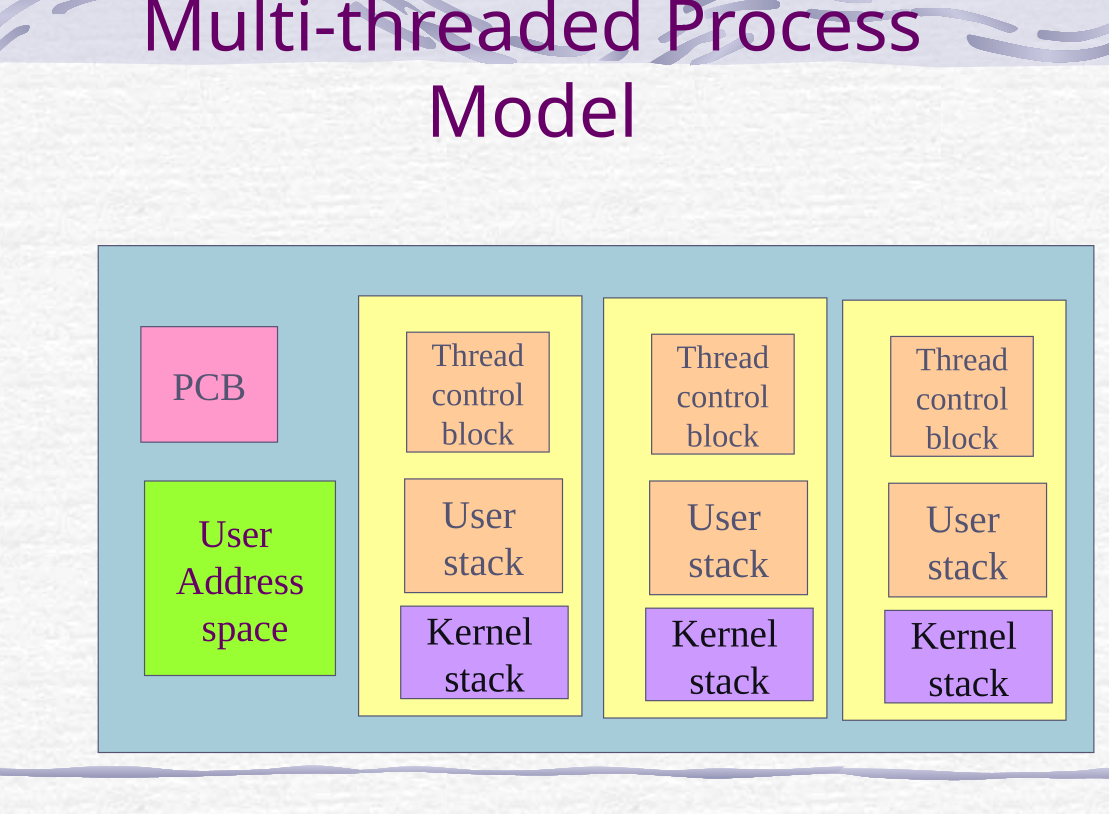 Multi-threaded Process
Model
PCB
User
Address
space
Thread
control
block
User
stack
Kernel
stack
Thread
control
block
User
stack
Kernel
stack
Thread
control
block
User
stack
Kernel
stack